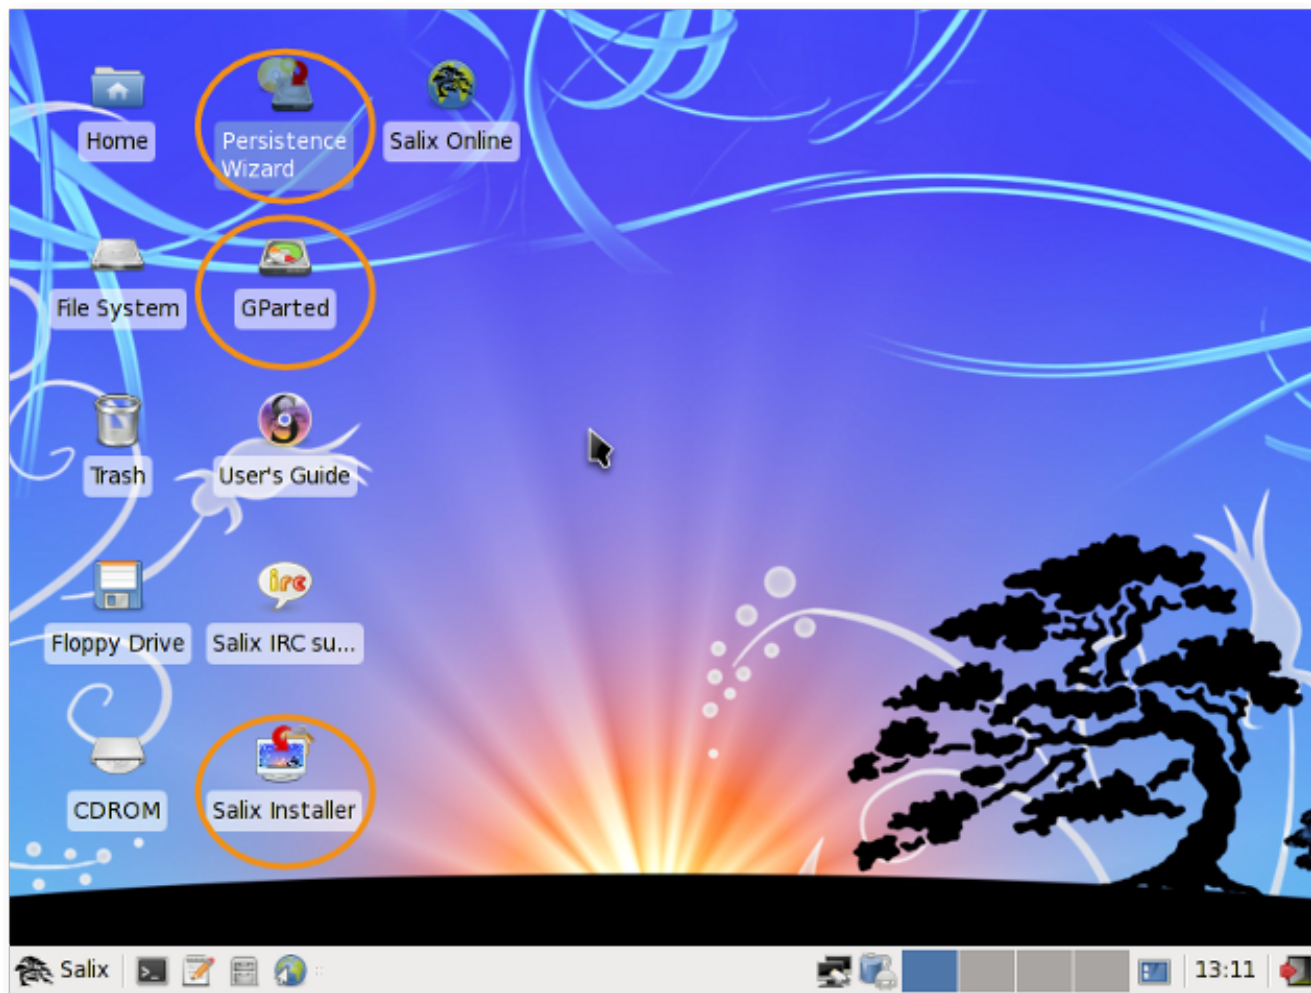 Home
Persistence
Wizard
Salix Online
File System
GParted
Trash
User's Guide
irc
Floppy Drive
Salix IRC su...
CDROM
Salix Installer
Salix
13:11